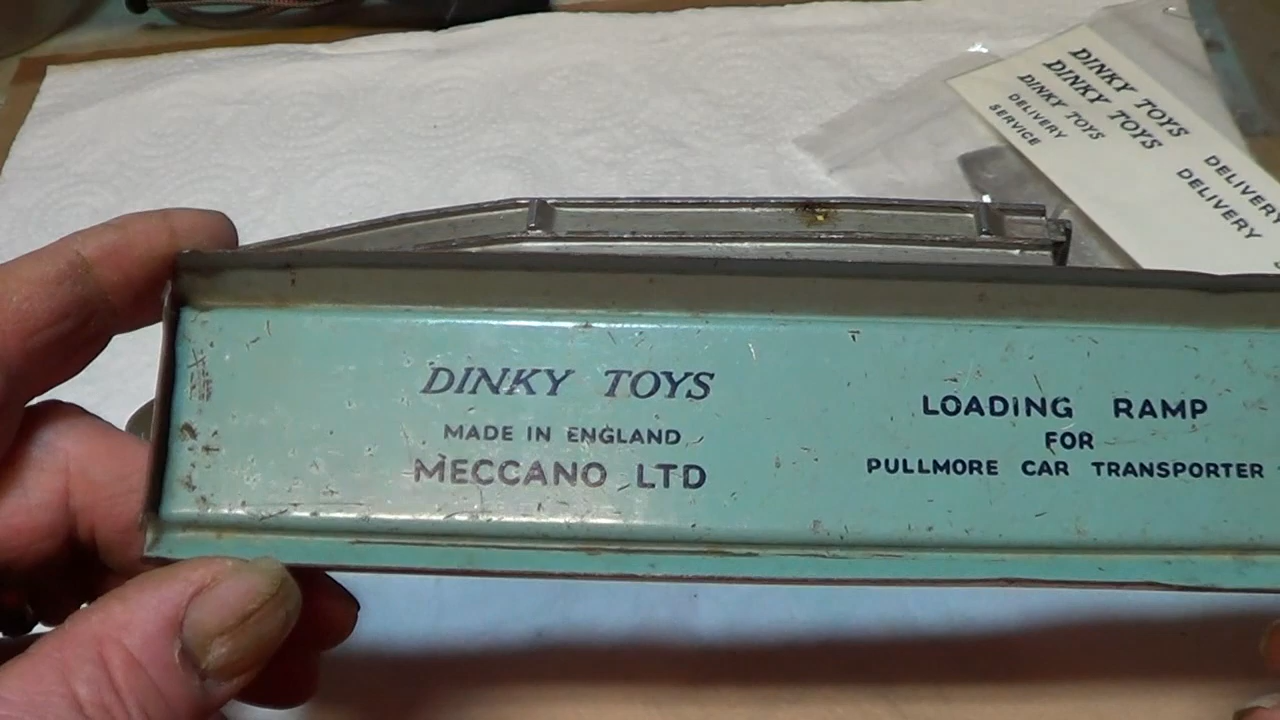 DINKY TOYS
DINKY TOYS
DINKY TOYS
DELIVERY
SERVICE
DELIVERY
DINKY TOYS
MADE IN ENGLAND
MECCANO LTD
LOADING RAMP
FOR
PULLMORE CAR TRANSPORTER